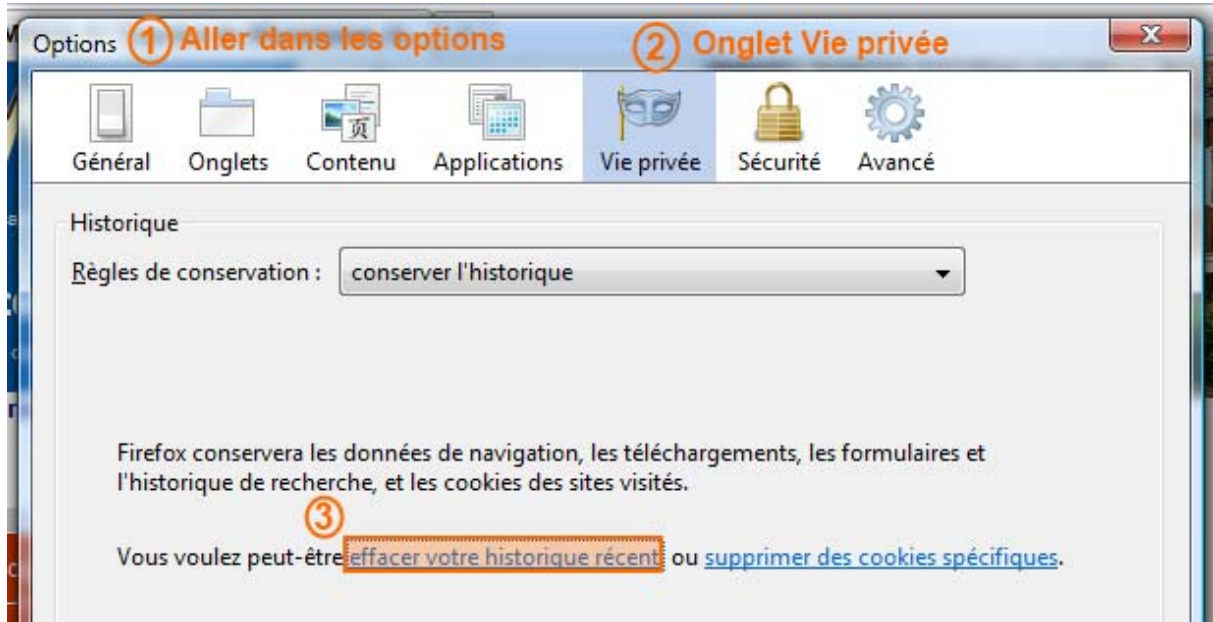 Options ① Aller dans les options ② Onglet Vie privée
Général Onglets Contenu Applications Vie privée Sécurité Avancé
Historique
Règles de conservation : conserver l'historique
Firefox conservera les données de navigation, les téléchargements, les formulaires et
l'historique de recherche, et les cookies des sites visités.
③
Vous voulez peut-être effacer votre historique récent ou supprimer des cookies spécifiques.